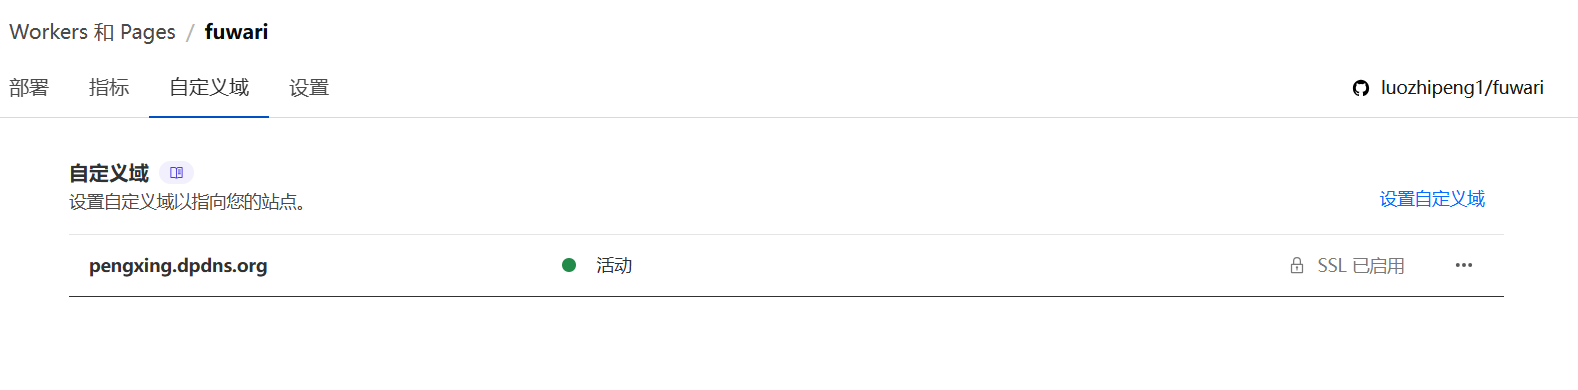 Workers 和 Pages / fuwari
部署 指标 自定义域 设置 luozhipeng1/fuwari
自定义域
设置自定义域以指向您的站点。
设置自定义域
pengxing.dpdns.org 活动 SSL 已启用